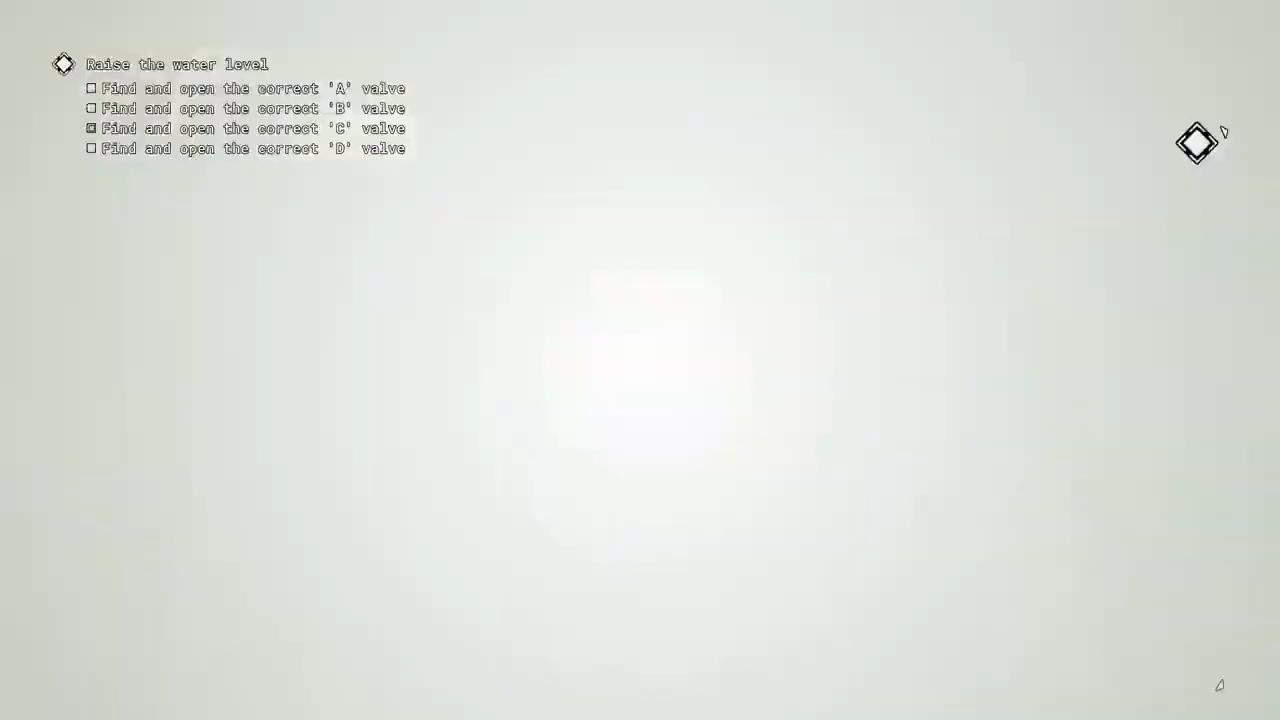 Raise the water level
Find and open the correct 'A' valve
Find and open the correct 'B' valve
Find and open the correct 'C' valve
Find and open the correct 'D' valve